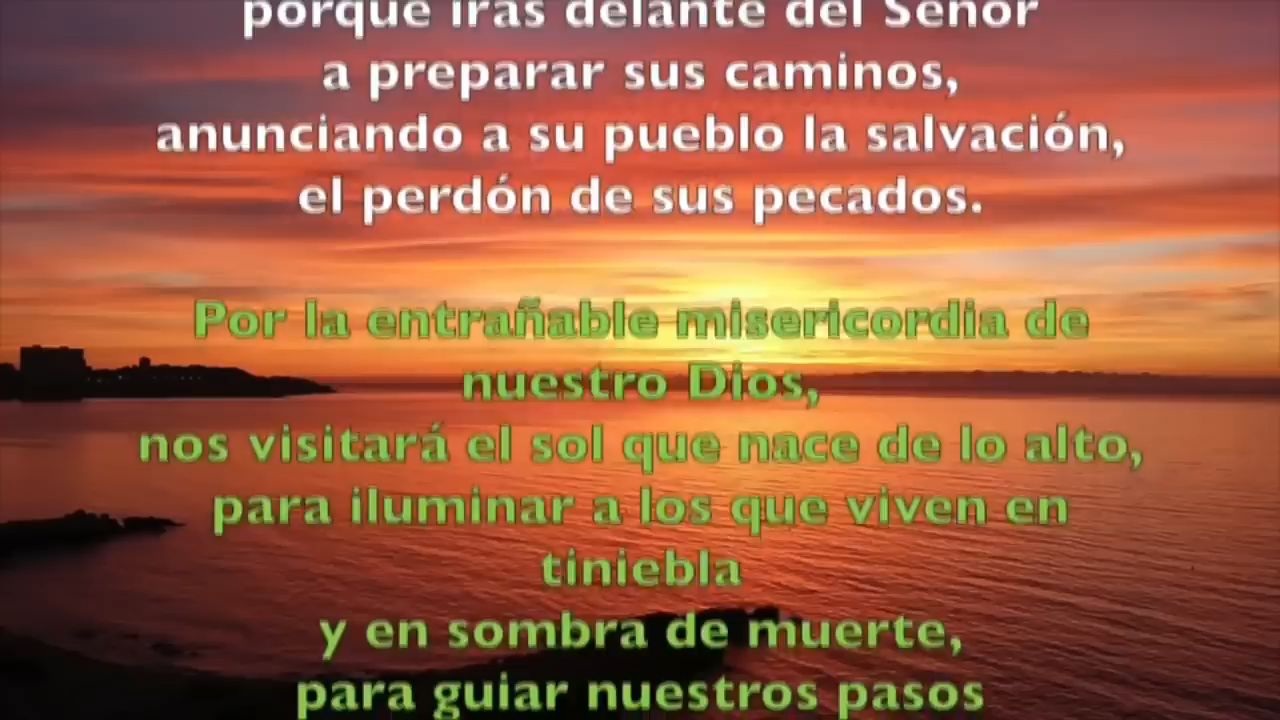 porque irás delante del Señor
a preparar sus caminos,
anunciando a su pueblo la salvación,
el perdón de sus pecados.
Por la entrañable misericordia de
nuestro Dios,
nos visitará el sol que nace de lo alto,
para iluminar a los que viven en
tiniebla
y en sombra de muerte,
para guiar nuestros pasos